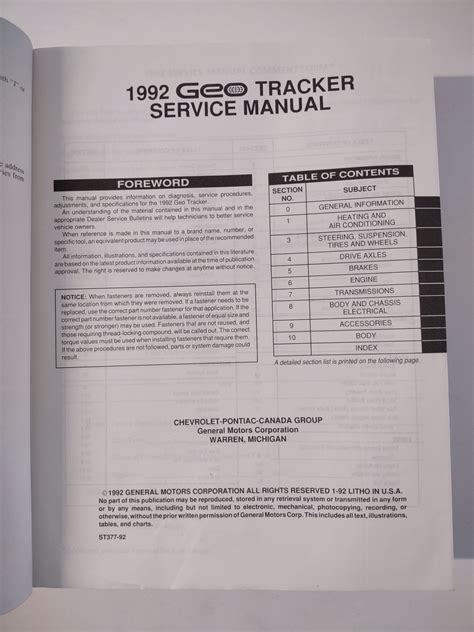 1992 Geo TRACKER
SERVICE MANUAL
FOREWORD
This manual provides information on diagnosis, service procedures,
adjustments, and specifications for the 1992 Geo Tracker.
An understanding of the material contained in this manual and in the
appropriate Dealer Service Bulletins will help technicians to better service
vehicle owners.
When reference is made in this manual to a brand name, number, or
specific tool, an equivalent product may be used in place of the recommended
item.
All information, illustrations, and specifications contained in this literature
are based on the latest product information available at the time of publication
approval. The right is reserved to make changes at anytime without notice.
NOTICE: When fasteners are removed, always reinstall them at the
same location from which they were removed. If a fastener needs to be
replaced, use the correct part number fastener for that application. If the
correct part number fastener is not available, a fastener of equal size and
strength (or stronger) may be used. Fasteners that are not reused, and
those requiring thread-locking compound, will be called out. The correct
torque values must be used when installing fasteners that require them.
If the above procedures are not followed, parts or system damage could
result.
TABLE OF CONTENTS
SECTION NO. SUBJECT
0 GENERAL INFORMATION
1 HEATING AND
AIR CONDITIONING
3 STEERING, SUSPENSION,
TIRES AND WHEELS
4 DRIVE AXLES
5 BRAKES
6 ENGINE
7 TRANSMISSIONS
8 BODY AND CHASSIS
ELECTRICAL
9 ACCESSORIES
10 BODY
INDEX
A detailed section list is printed on the following page.
CHEVROLET-PONTIAC-CANADA GROUP
General Motors Corporation
WARREN, MICHIGAN
©1992 GENERAL MOTORS CORPORATION ALL RIGHTS RESERVED 1-92 LITHO IN U.S.A.
No part of this publication may be reproduced, stored in any retrieval system or transmitted in any form
or by any means, including but not limited to electronic, mechanical, photocopying, recording, or
otherwise, without the prior written permission of General Motors Corp. This includes all text, illustrations,
tables, and charts.
ST377-92
address
from